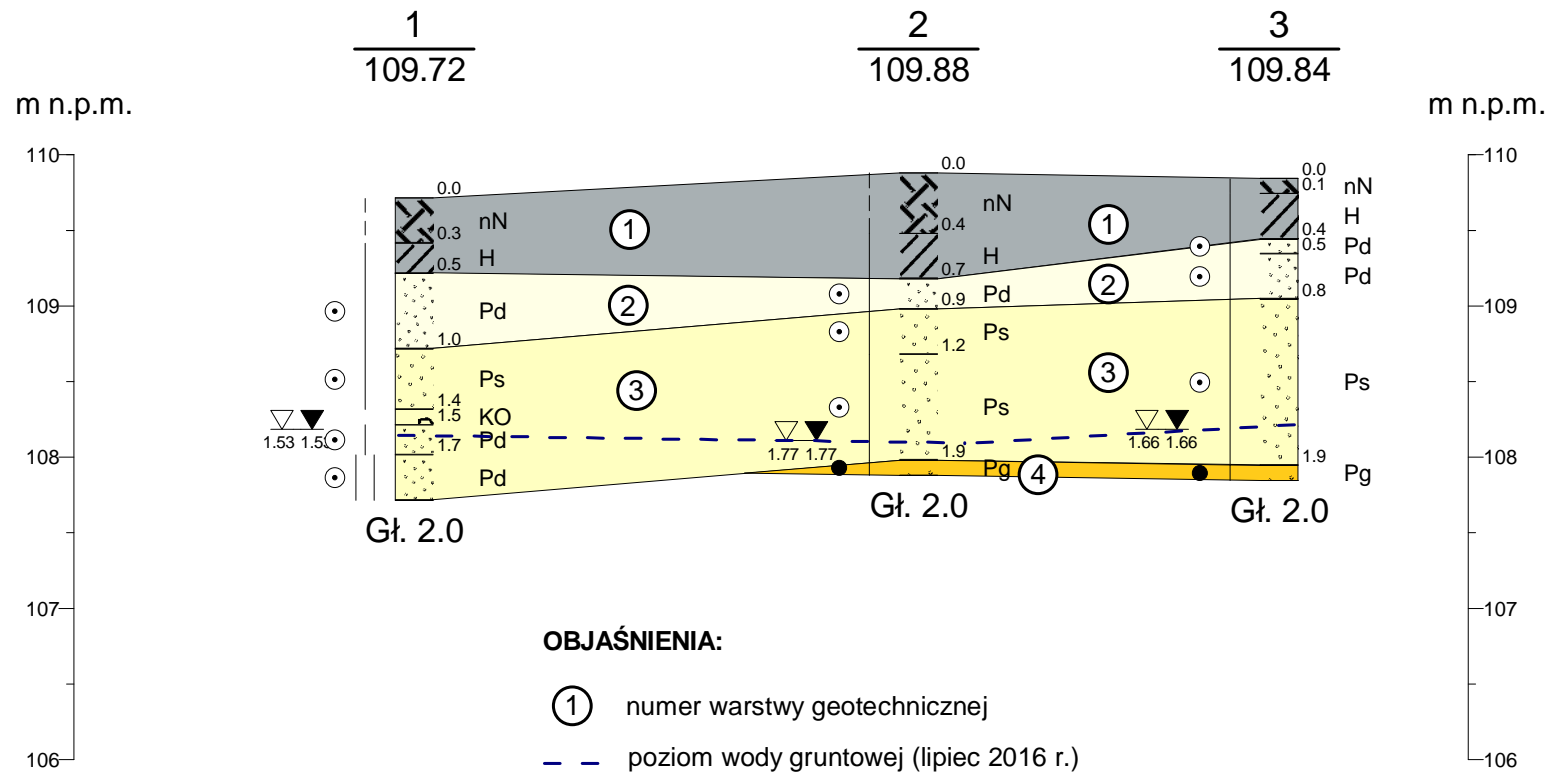 1 2 3
109.72 109.88 109.84
m n.p.m. m n.p.m.
110 110
0.0 0.0 0.0
0.1 nN
nN nN
0.3 0.4 H
1 1 0.4
H H 0.5 Pd
0.5 0.7 Pd
109 2 Pd 2 0.8 109
Pd 0.9
1.0 Ps
1.2
Ps 3 3 Ps
1.4 Ps
1.5 KO
1.53 1.53 Pd 1.77 1.77 1.66 1.66
1.7
108 1.9 1.9 108
Pd Pg 4 Pg
Gł. 2.0 Gł. 2.0 Gł. 2.0
107 107
OBJAŚNIENIA:
1 numer warstwy geotechnicznej
poziom wody gruntowej (lipiec 2016 r.)
106 106